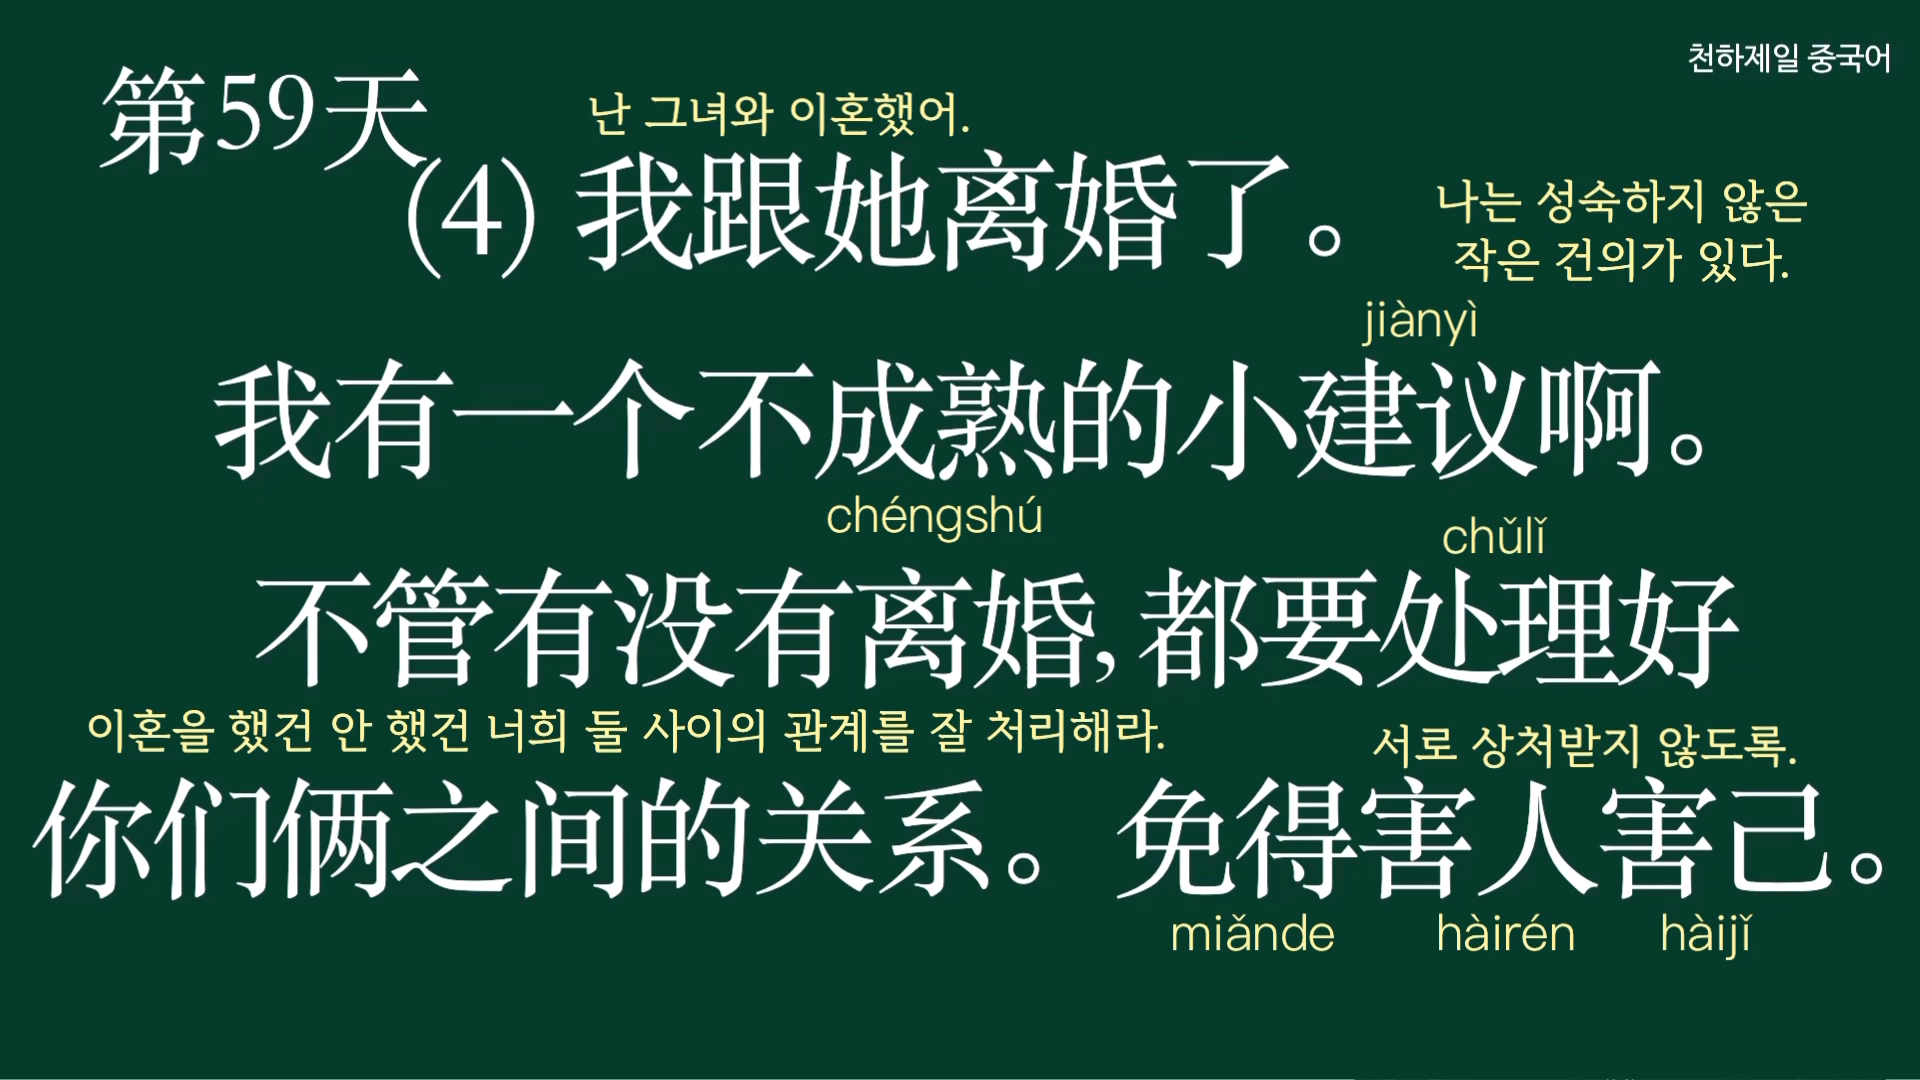 천하제일 중국어
第59天
난 그녀와 이혼했어.
(4) 我跟她离婚了。
나는 성숙하지 않은
작은 건의가 있다.
jiànyì
我有一个不成熟的小建议啊。
chéngshú
chǔlǐ
不管有没有离婚,都要处理好
이혼을 했건 안 했건 너희 둘 사이의 관계를 잘 처리해라.
서로 상처받지 않도록.
你们俩之间的关系。免得害人害己。
miǎnde hàirén hàijǐ